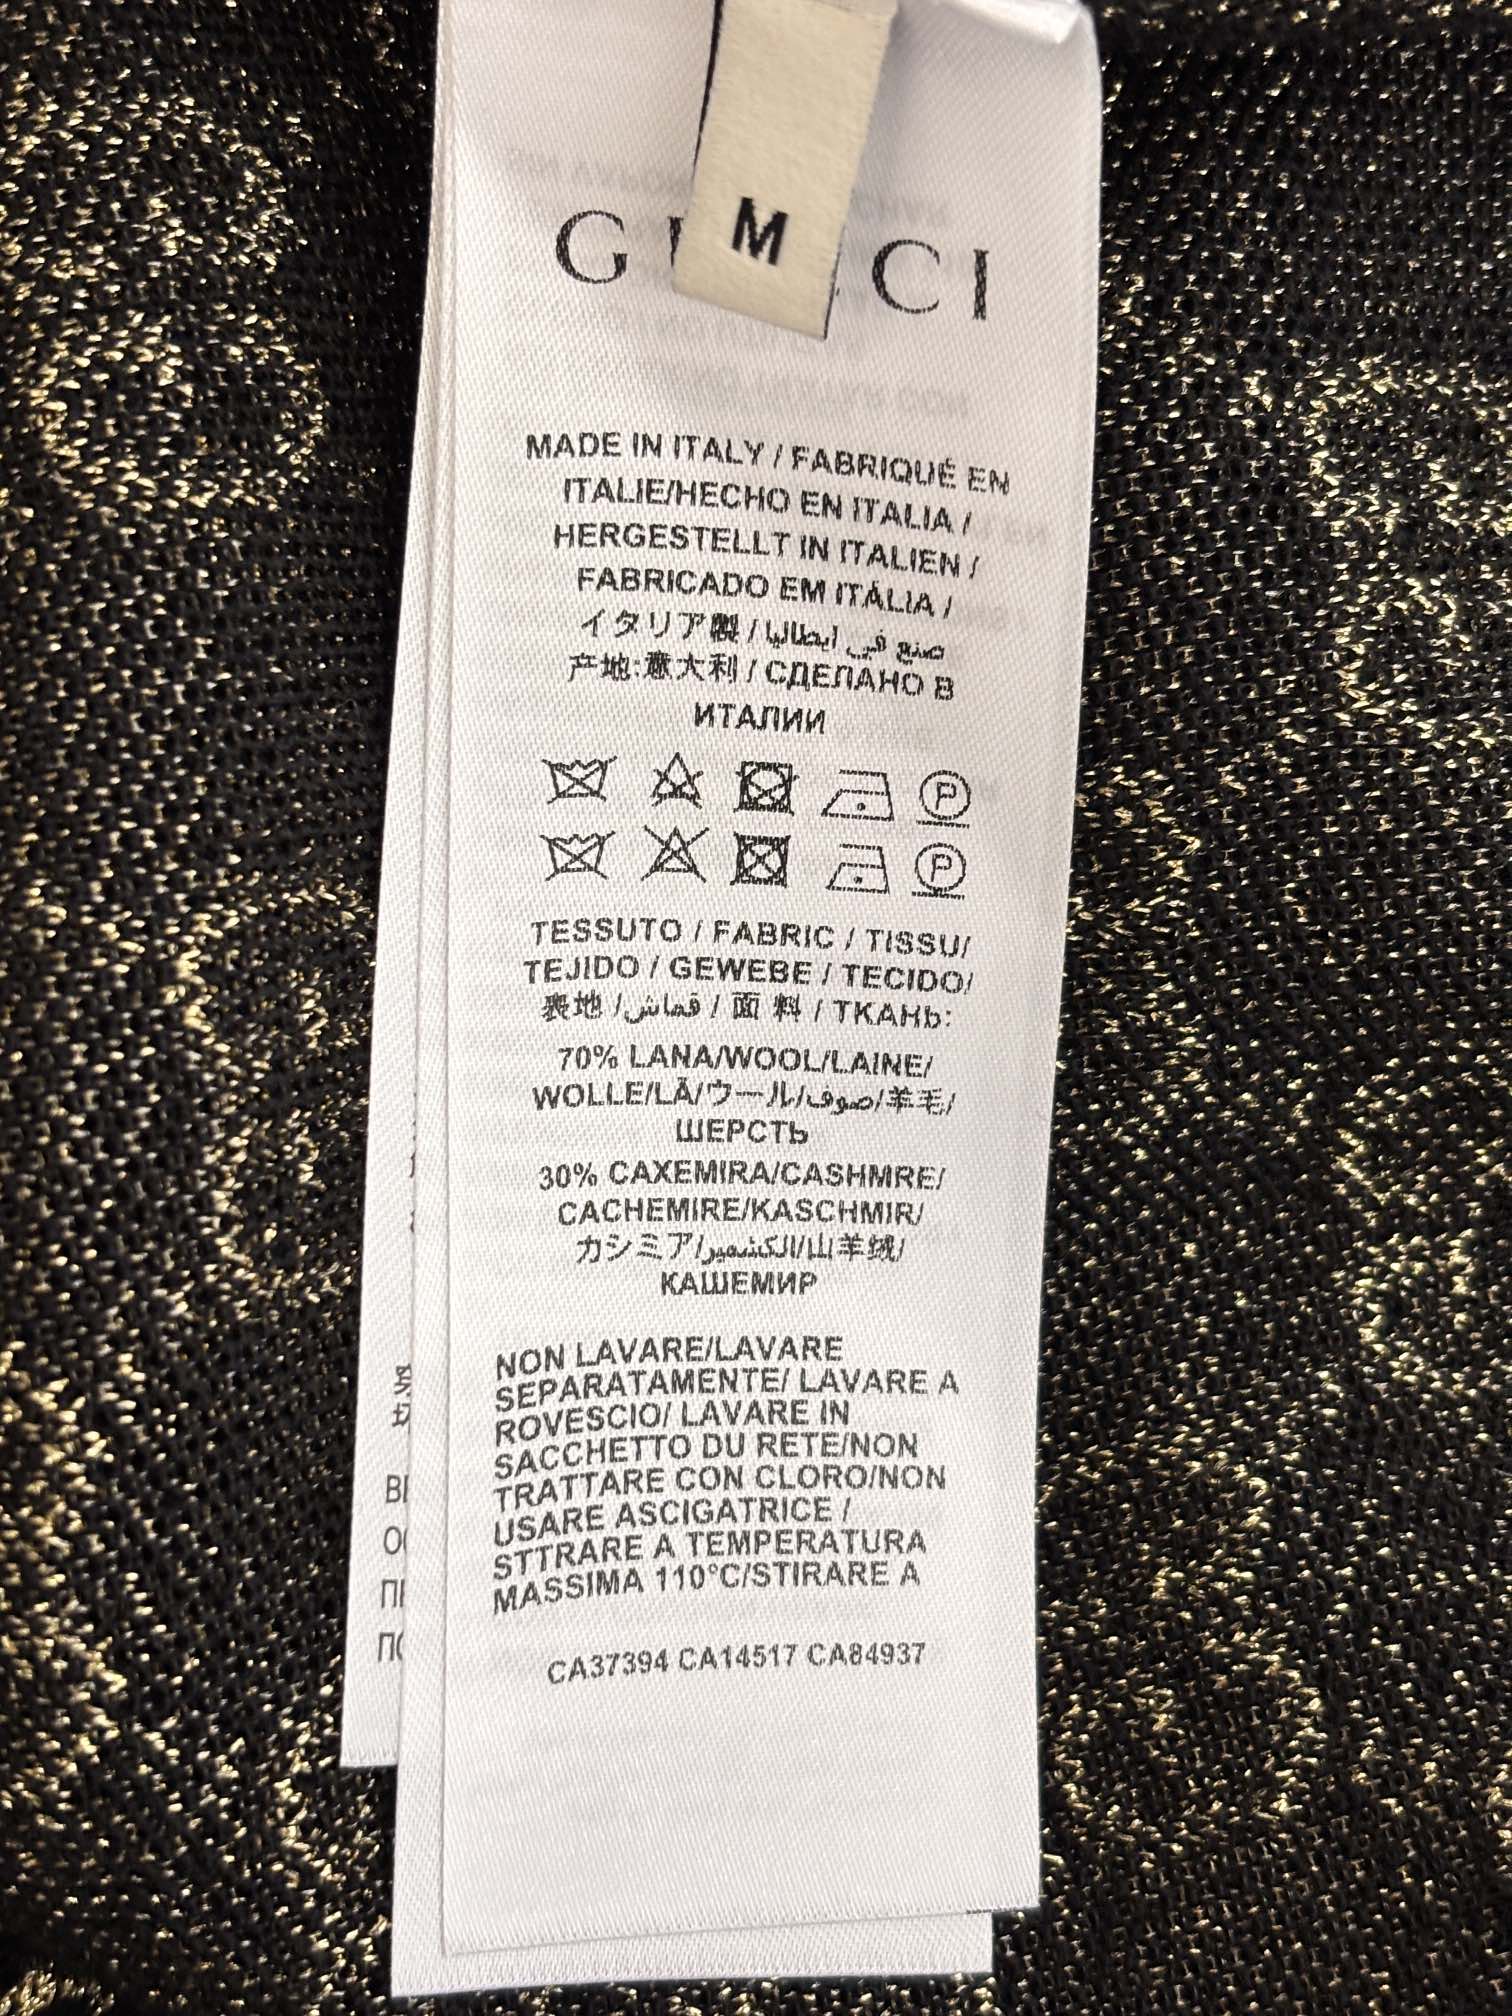 M
GUCCI
MADE IN ITALY / FABRIQUÉ EN
ITALIE/HECHO EN ITALIA /
HERGESTELLT IN ITALIEN /
FABRICADO EM ITÁLIA /
イタリア製 / صنع في ايطاليا
产地:意大利 / СДЕЛАНО В
ИТАЛИИ
P
P
TESSUTO / FABRIC / TISSU/
TEJIDO / GEWEBE / TECIDO/
表地 / قماش / 面 料 / ТКАНЬ:
70% LANA/WOOL/LAINE/
WOLLE/LÃ/ウール/صوف/羊毛/
ШЕРСТЬ
30% CAXEMIRA/CASHMRE/
CACHEMIRE/KASCHMIR/
カシミア/الكشمير/山羊绒/
КАШЕМИР
NON LAVARE/LAVARE
SEPARATAMENTE/ LAVARE A
ROVESCIO/ LAVARE IN
SACCHETTO DU RETE/NON
TRATTARE CON CLORO/NON
USARE ASCIGATRICE /
STTRARE A TEMPERATURA
MASSIMA 110°C/STIRARE A
CA37394 CA14517 CA84937